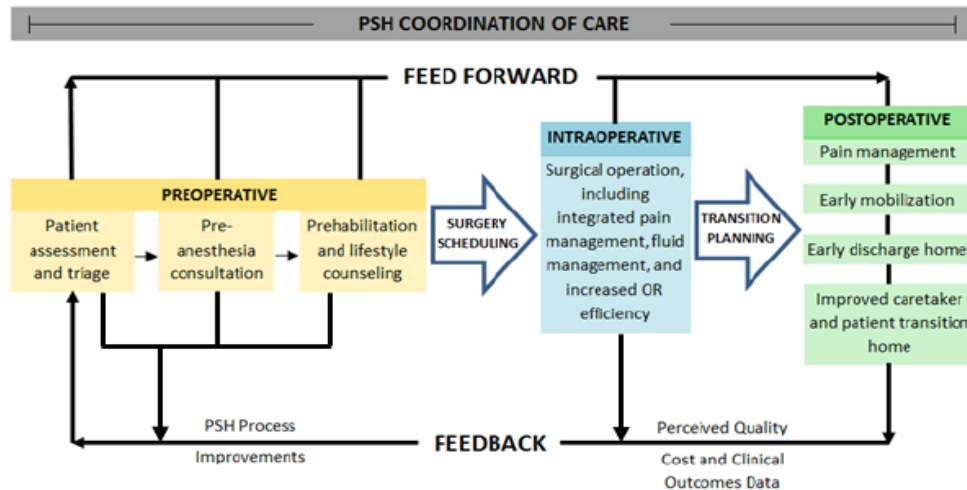 PSH COORDINATION OF CARE
FEED FORWARD
PREOPERATIVE
Patient
assessment
and triage
Pre-
anesthesia
consultation
Prehabilitation
and lifestyle
counseling
SURGERY
SCHEDULING
INTRAOPERATIVE
Surgical operation,
including
integrated pain
management, fluid
management, and
increased OR
efficiency
TRANSITION
PLANNING
POSTOPERATIVE
Pain management
Early mobilization
Early discharge home
Improved caretaker
and patient transition
home
PSH Process
Improvements
FEEDBACK
Perceived Quality
Cost and Clinical
Outcomes Data